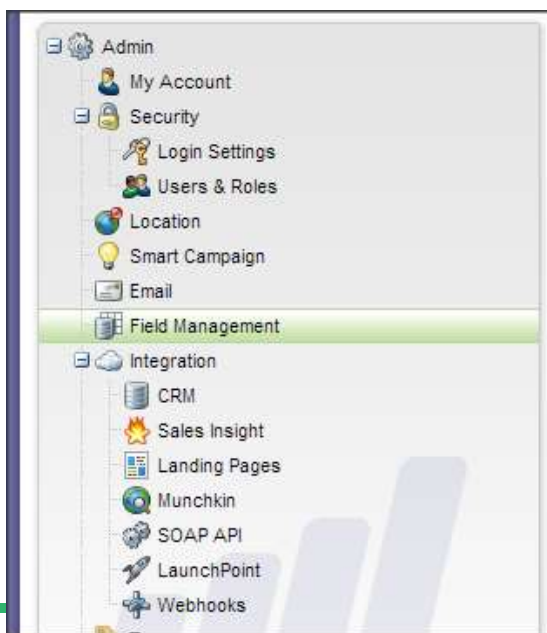 Admin
My Account
Security
Login Settings
Users & Roles
Location
Smart Campaign
Email
Field Management
Integration
CRM
Sales Insight
Landing Pages
Munchkin
SOAP API
LaunchPoint
Webhooks